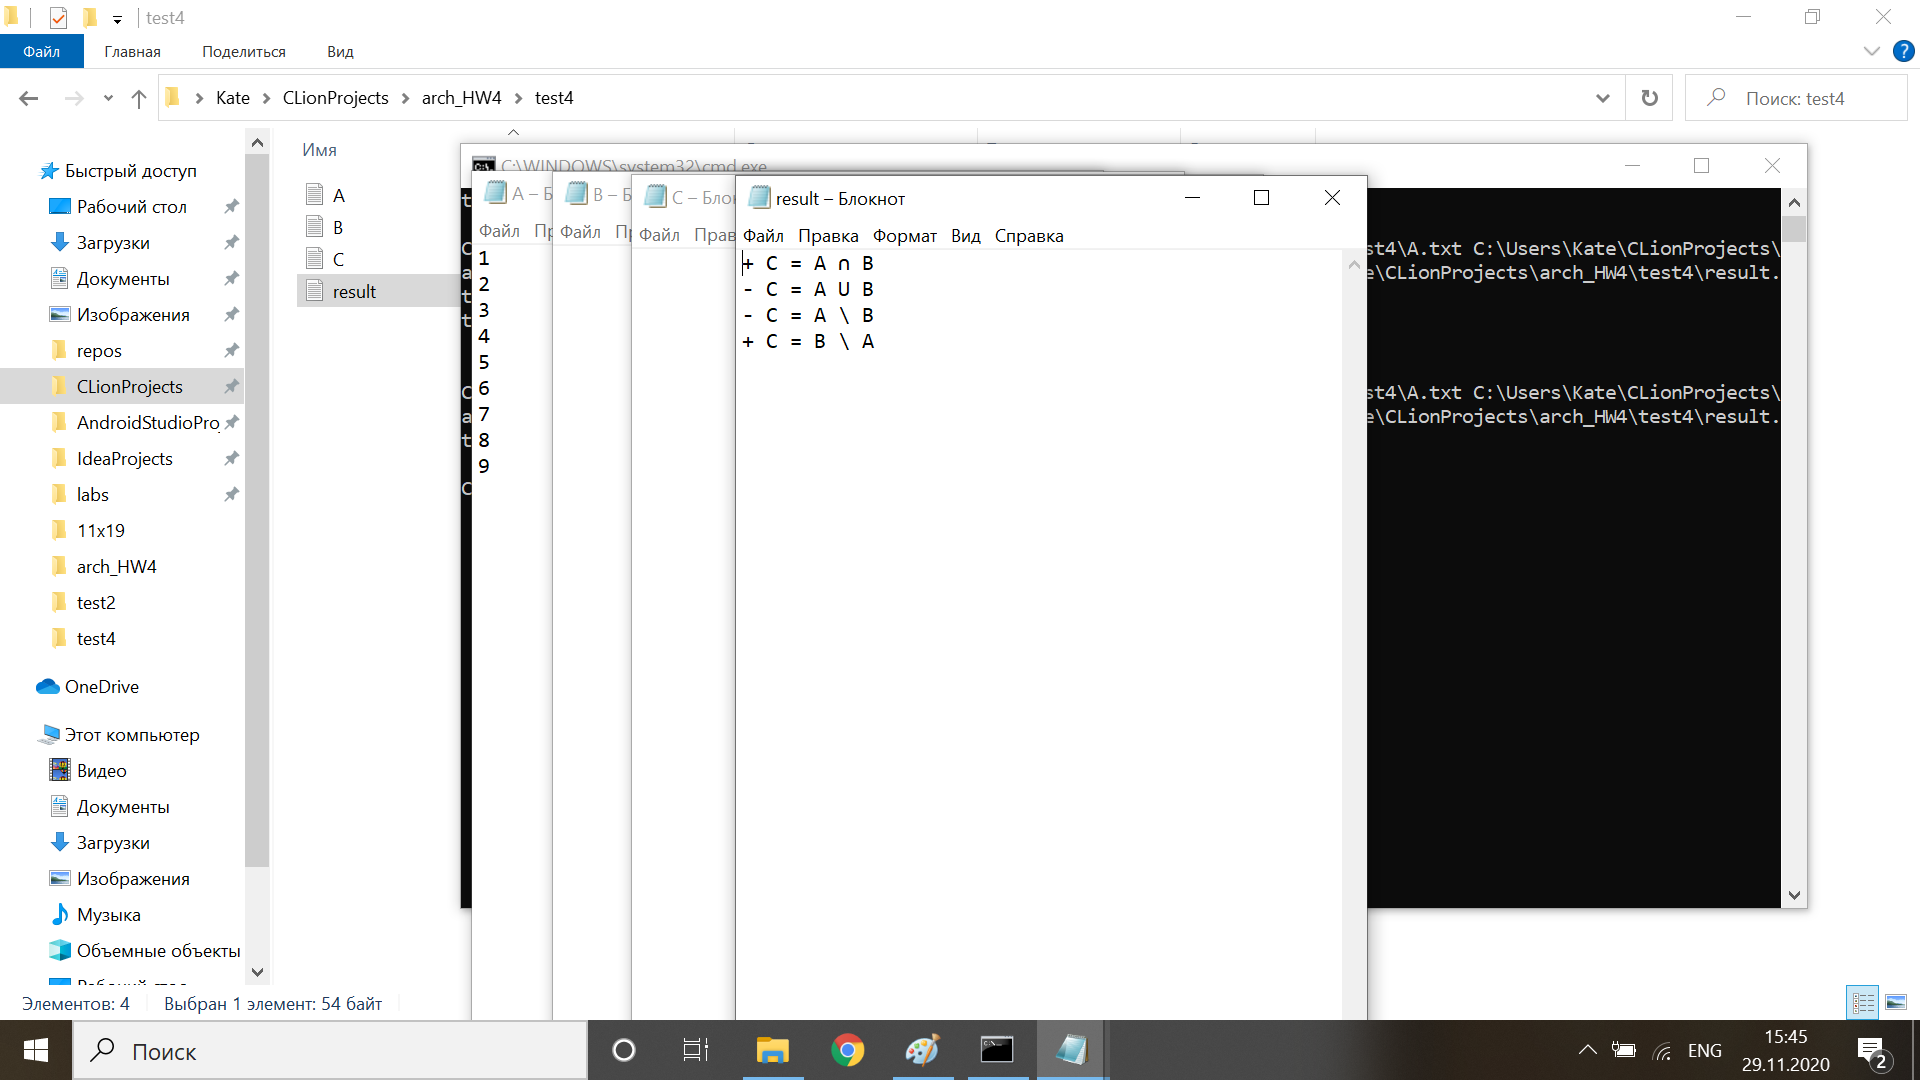 test4
Файл Главная Поделиться Вид
Kate CLionProjects arch_HW4 test4
Поиск: test4
Быстрый доступ
Рабочий стол
Загрузки
Документы
Изображения
repos
CLionProjects
AndroidStudioPro
IdeaProjects
labs
11x19
arch_HW4
test2
test4
OneDrive
Этот компьютер
Видео
Документы
Загрузки
Изображения
Музыка
Объемные объекты
Рабочий стол
Имя
A
B
C
result
C:\WINDOWS\system32\cmd.exe
st4\A.txt C:\Users\Kate\CLionProjects\
e\CLionProjects\arch_HW4\test4\result.
st4\A.txt C:\Users\Kate\CLionProjects\
e\CLionProjects\arch_HW4\test4\result.
A – Б
Файл Пр
1
2
3
4
5
6
7
8
9
B – Б
Файл Пр
C – Блок
Файл Прав
result – Блокнот
Файл Правка Формат Вид Справка
+ C = A ∩ B
- C = A U B
- C = A \ B
+ C = B \ A
Элементов: 4 Выбран 1 элемент: 54 байт
Поиск
ENG
15:45
29.11.2020
2